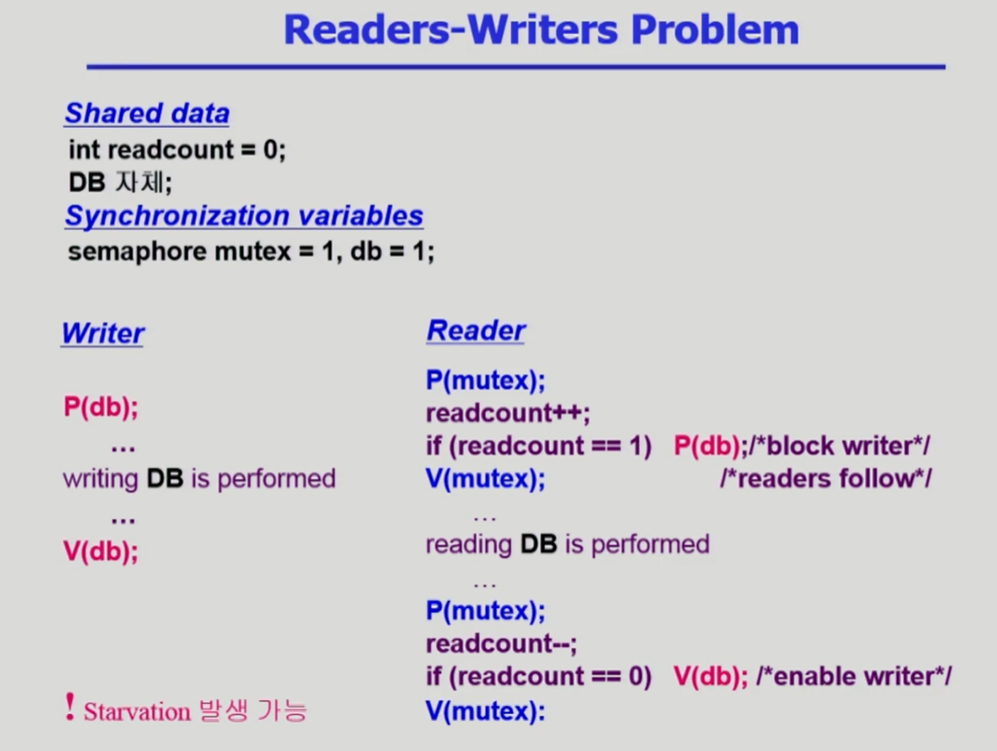 Readers-Writers Problem
Shared data
int readcount = 0;
DB 자체;
Synchronization variables
semaphore mutex = 1, db = 1;
Writer
P(db);
...
writing DB is performed
...
V(db);
! Starvation 발생 가능
Reader
P(mutex);
readcount++;
if (readcount == 1) P(db);/*block writer*/
V(mutex); /*readers follow*/
...
reading DB is performed
...
P(mutex);
readcount--;
if (readcount == 0) V(db); /*enable writer*/
V(mutex):